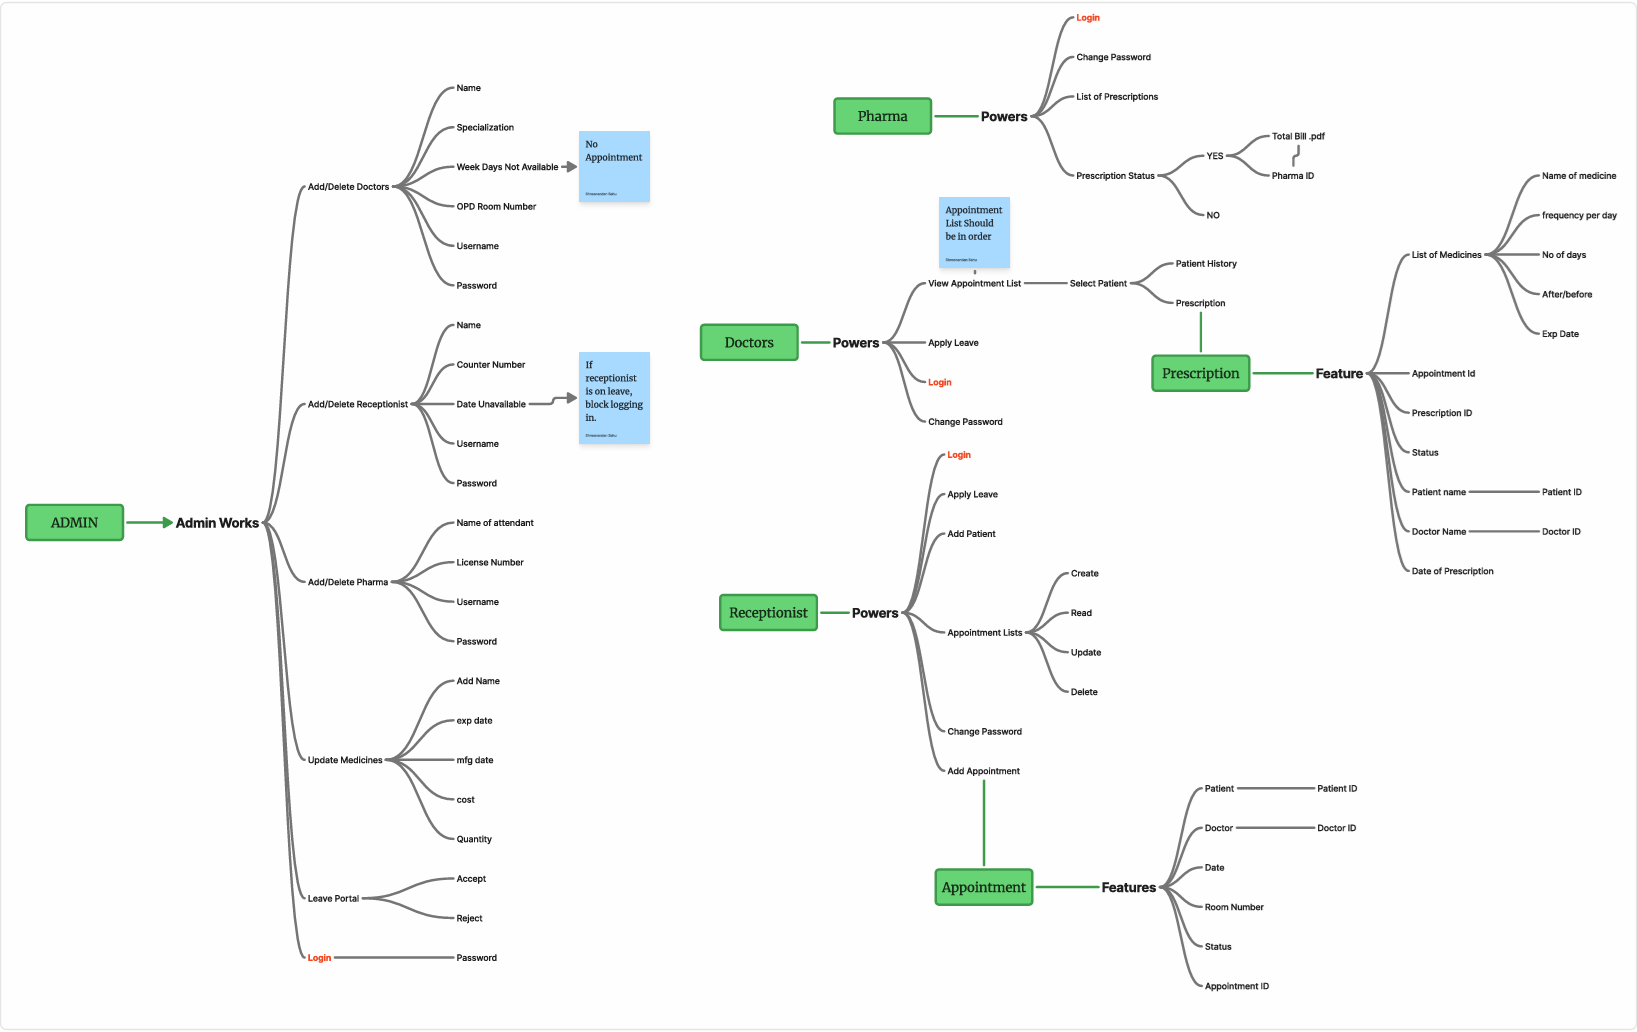 ADMIN
Admin Works
Add/Delete Doctors
Name
Specialization
Week Days Not Available
No
Appointment
OPD Room Number
Username
Password
Add/Delete Receptionist
Name
Counter Number
Date Unavailable
If
receptionist
is on leave,
block logging
in.
Username
Password
Add/Delete Pharma
Name of attendant
License Number
Username
Password
Update Medicines
Add Name
exp date
mfg date
cost
Quantity
Leave Portal
Accept
Reject
Login
Password
Pharma
Powers
Login
Change Password
List of Prescriptions
Prescription Status
YES
Total Bill .pdf
Pharma ID
NO
Doctors
Powers
Appointment
List Should
be in order
View Appointment List
Select Patient
Patient History
Prescription
Apply Leave
Login
Change Password
Prescription
Feature
List of Medicines
Name of medicine
frequency per day
No of days
After/before
Exp Date
Appointment Id
Prescription ID
Status
Patient name
Patient ID
Doctor Name
Doctor ID
Date of Prescription
Receptionist
Powers
Login
Apply Leave
Add Patient
Appointment Lists
Create
Read
Update
Delete
Change Password
Add Appointment
Appointment
Features
Patient
Patient ID
Doctor
Doctor ID
Date
Room Number
Status
Appointment ID